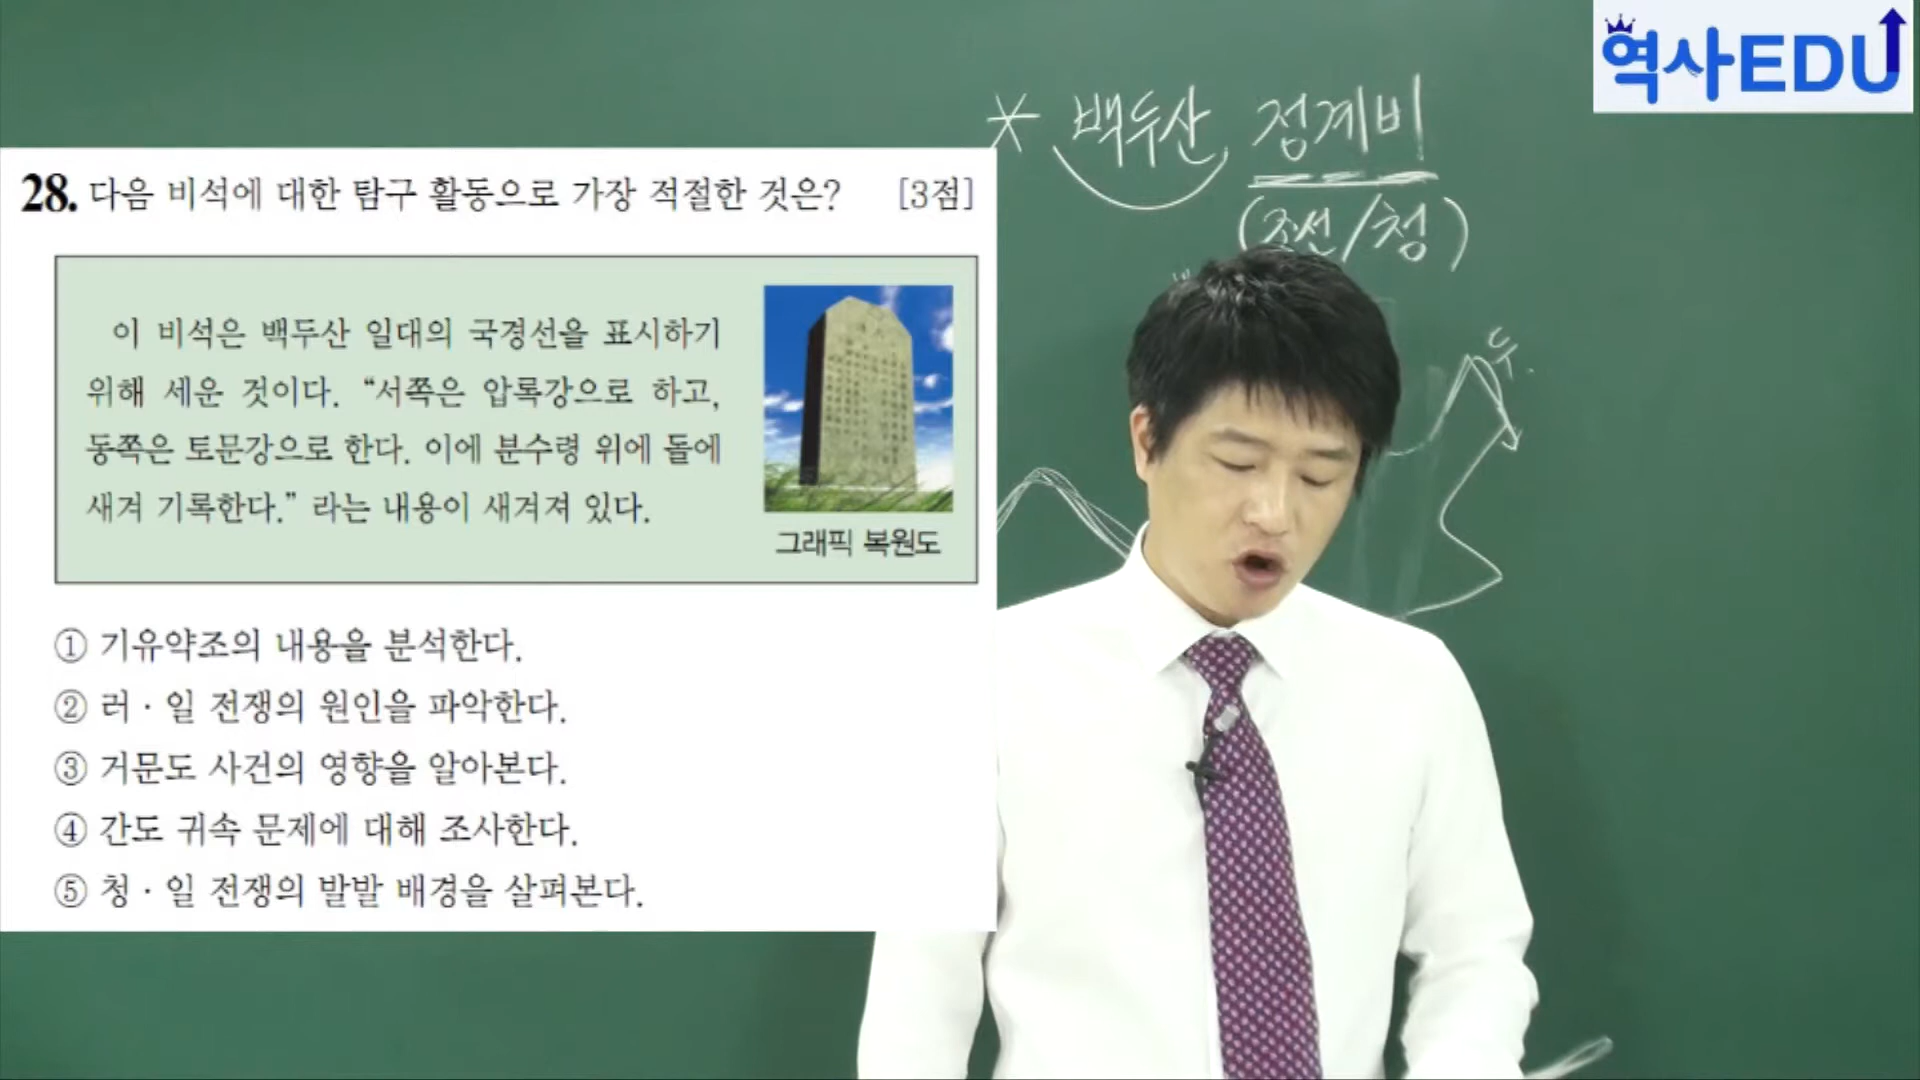 역사EDU
* 백두산 정계비
(조선/청)
두.
28. 다음 비석에 대한 탐구 활동으로 가장 적절한 것은? [3점]
이 비석은 백두산 일대의 국경선을 표시하기
위해 세운 것이다. “서쪽은 압록강으로 하고,
동쪽은 토문강으로 한다. 이에 분수령 위에 돌에
새겨 기록한다.” 라는 내용이 새겨져 있다.
그래픽 복원도
① 기유약조의 내용을 분석한다.
② 러 · 일 전쟁의 원인을 파악한다.
③ 거문도 사건의 영향을 알아본다.
④ 간도 귀속 문제에 대해 조사한다.
⑤ 청 · 일 전쟁의 발발 배경을 살펴본다.